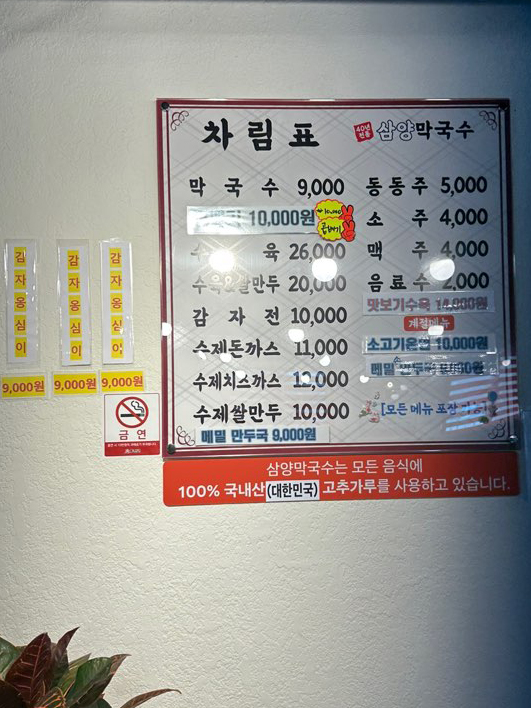 차림표
40년 전통 삼양막국수
막국수 9,000
10,000원
곱빼기
26,000
수육&쌀만두 20,000
감자전 10,000
수제돈까스 11,000
수제치즈까스 12,000
수제쌀만두 10,000
메밀 만두국 9,000원
동동주 5,000
소주 4,000
맥주 4,000
음료수 2,000
맛보기수육 14,000원
계절메뉴
소고기온면 10,000원
메밀 만두국
[모든 메뉴 포장 가능]
삼양막국수는 모든 음식에
100% 국내산(대한민국) 고추가루를 사용하고 있습니다.
감자옹심이
9,000원
감자옹심이
9,000원
감자옹심이
9,000원
금연